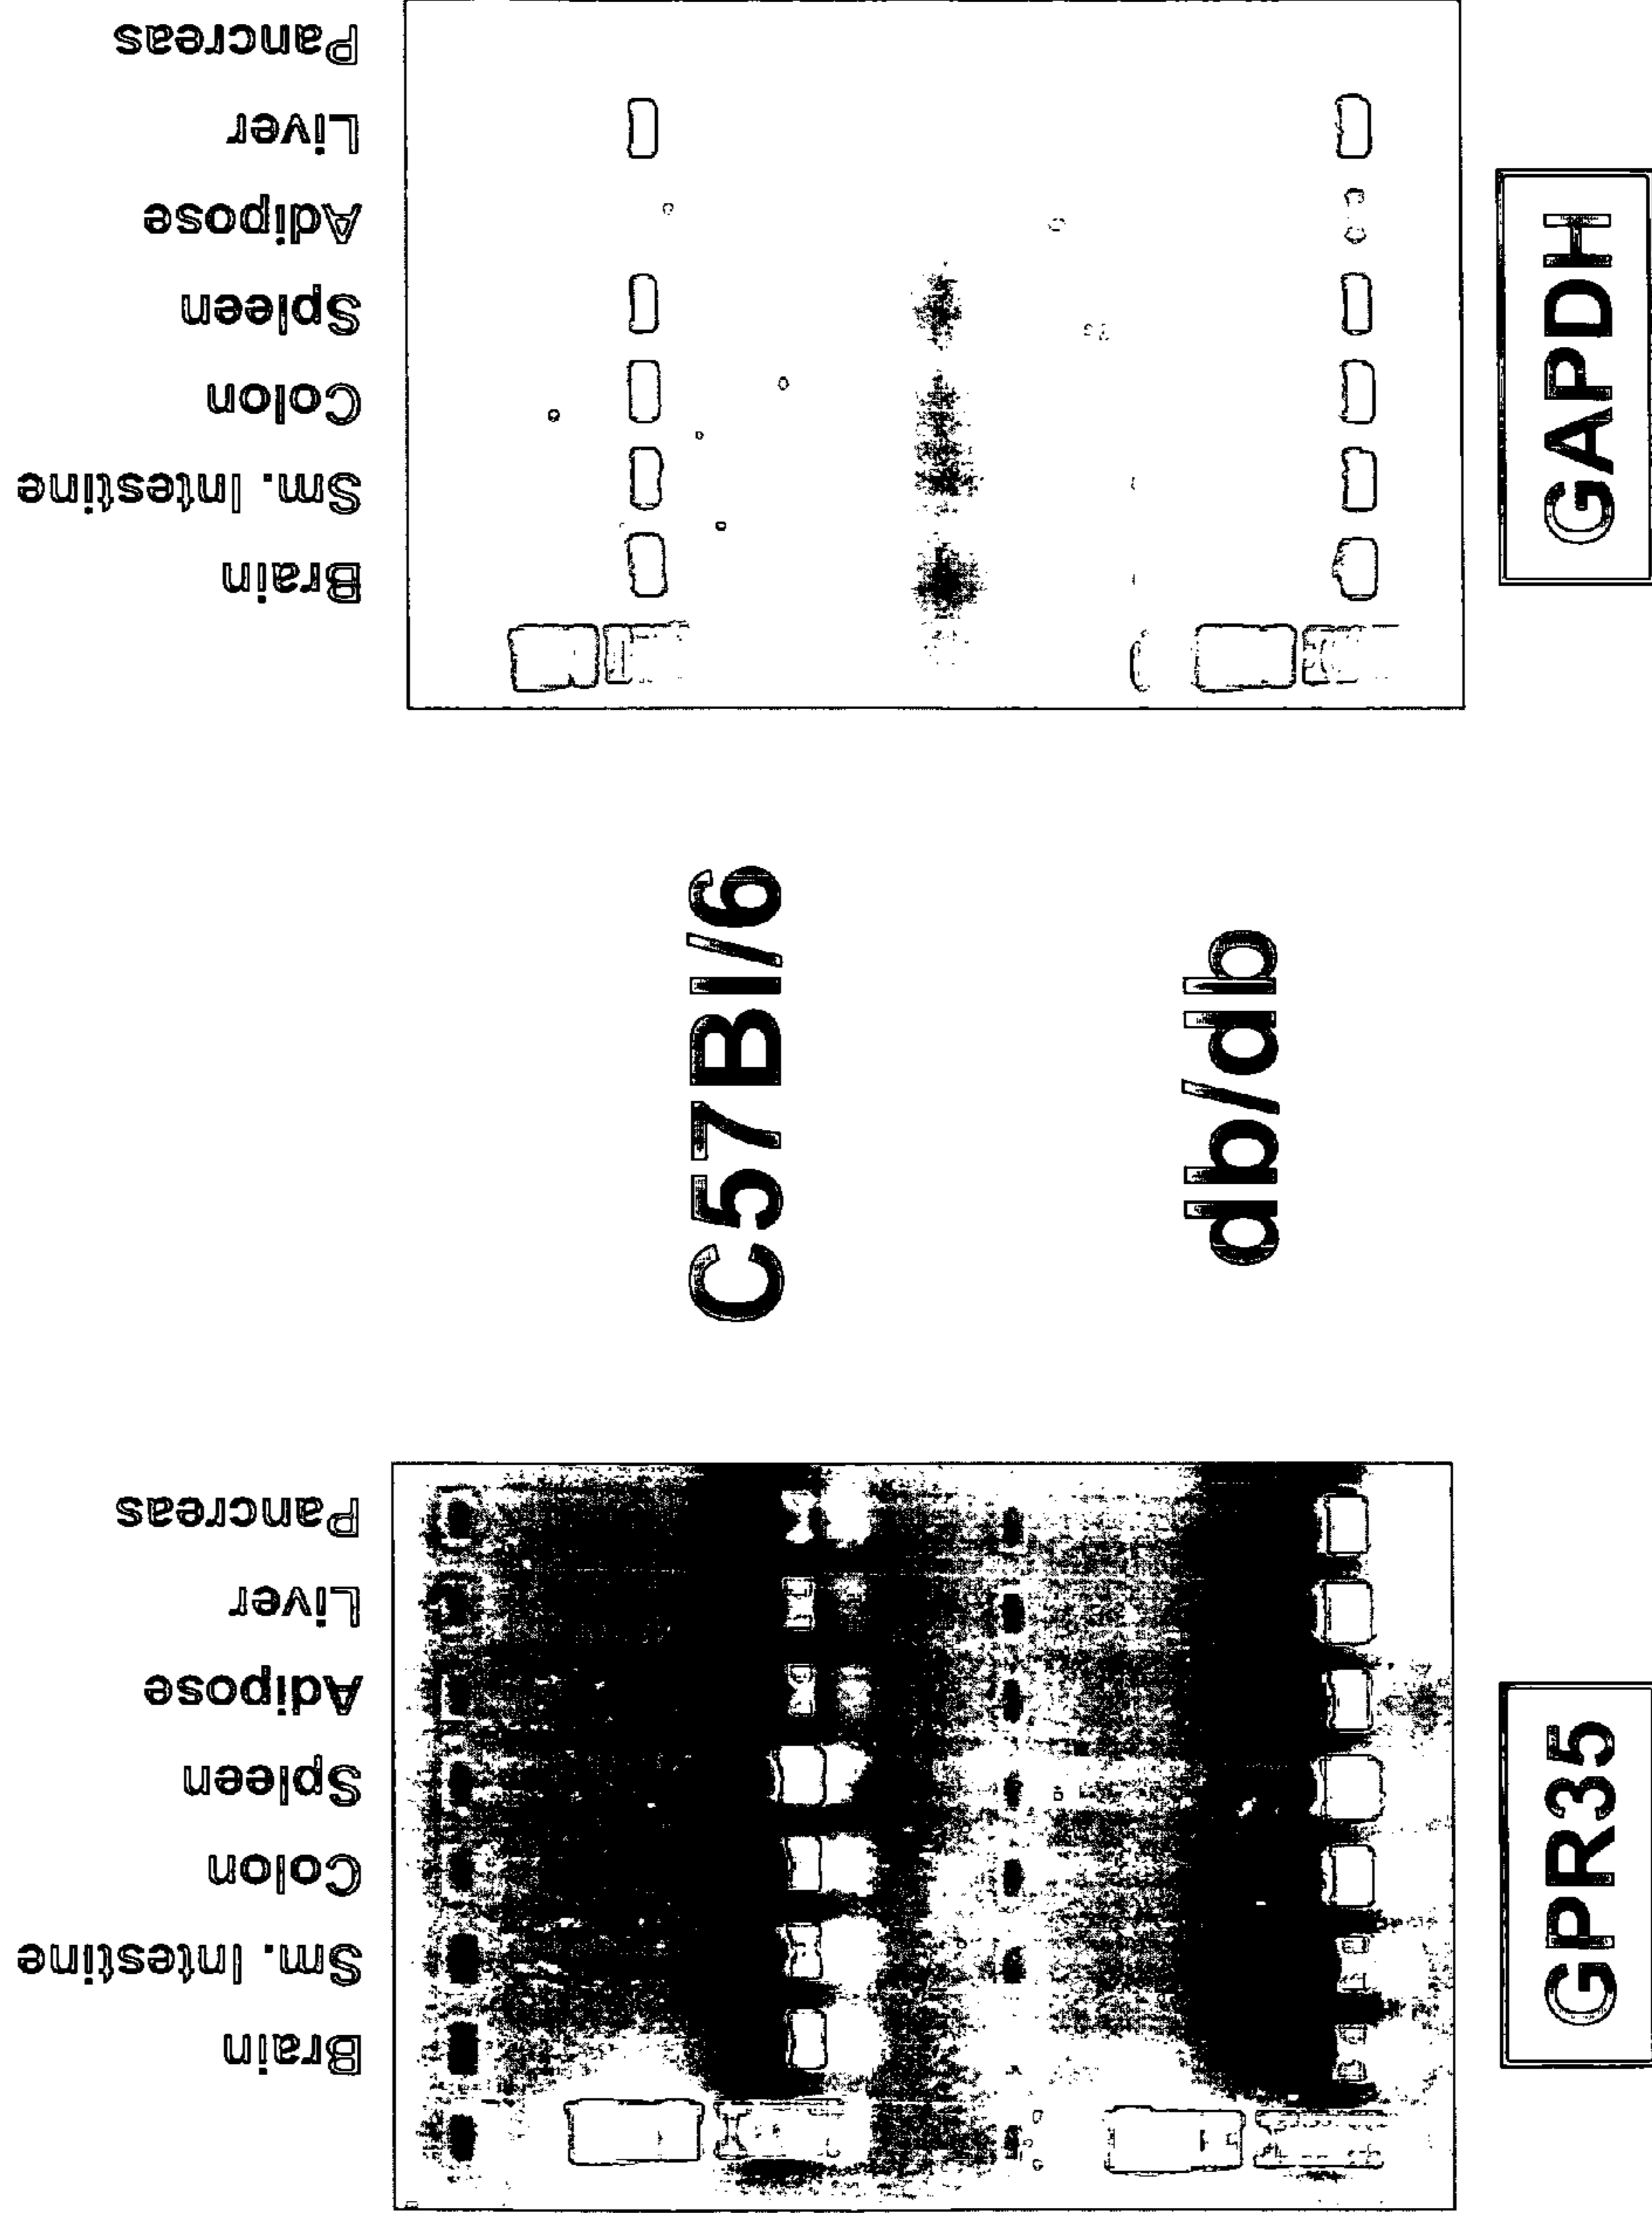 GPR35
GAPDH
C57Bl/6
db/db
Brain
Sm. Intestine
Colon
Spleen
Adipose
Liver
Pancreas
Brain
Sm. Intestine
Colon
Spleen
Adipose
Liver
Pancreas